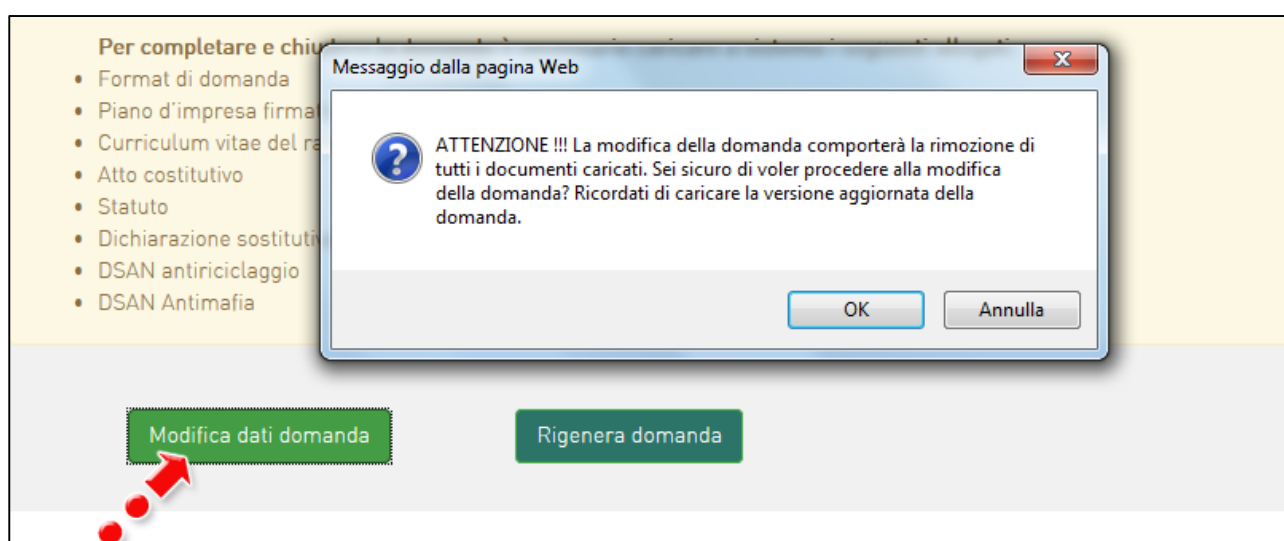 Per completare e chiu
Messaggio dalla pagina Web
• Format di domanda
• Piano d'impresa firma
• Curriculum vitae del ra
• Atto costitutivo
• Statuto
• Dichiarazione sostituti
• DSAN antiriciclaggio
• DSAN Antimafia
ATTENZIONE !!! La modifica della domanda comporterà la rimozione di
tutti i documenti caricati. Sei sicuro di voler procedere alla modifica
della domanda? Ricordati di caricare la versione aggiornata della
domanda.
OK
Annulla
Modifica dati domanda
Rigenera domanda